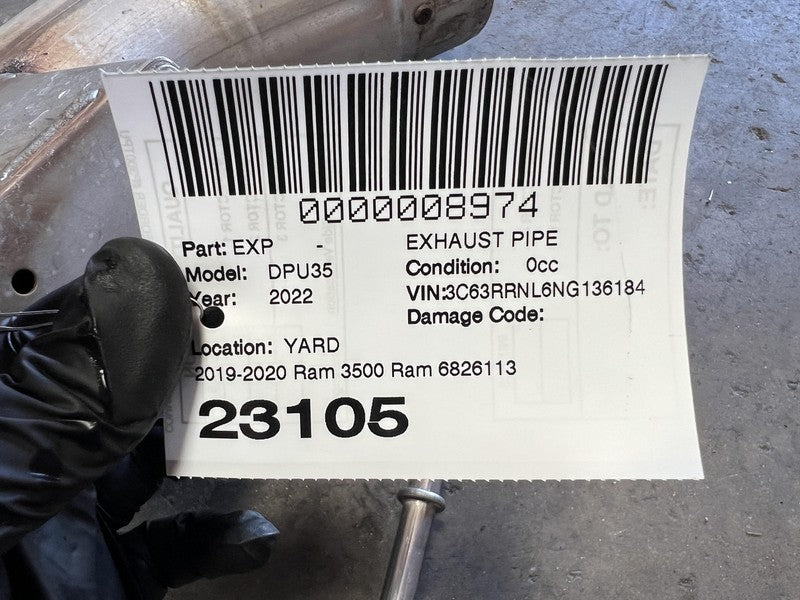 0000008974
Part: EXP - EXHAUST PIPE
Model: DPU35 Condition: 0cc
Year: 2022 VIN:3C63RRNL6NG136184
Damage Code:
Location: YARD
2019-2020 Ram 3500 Ram 6826113
23105